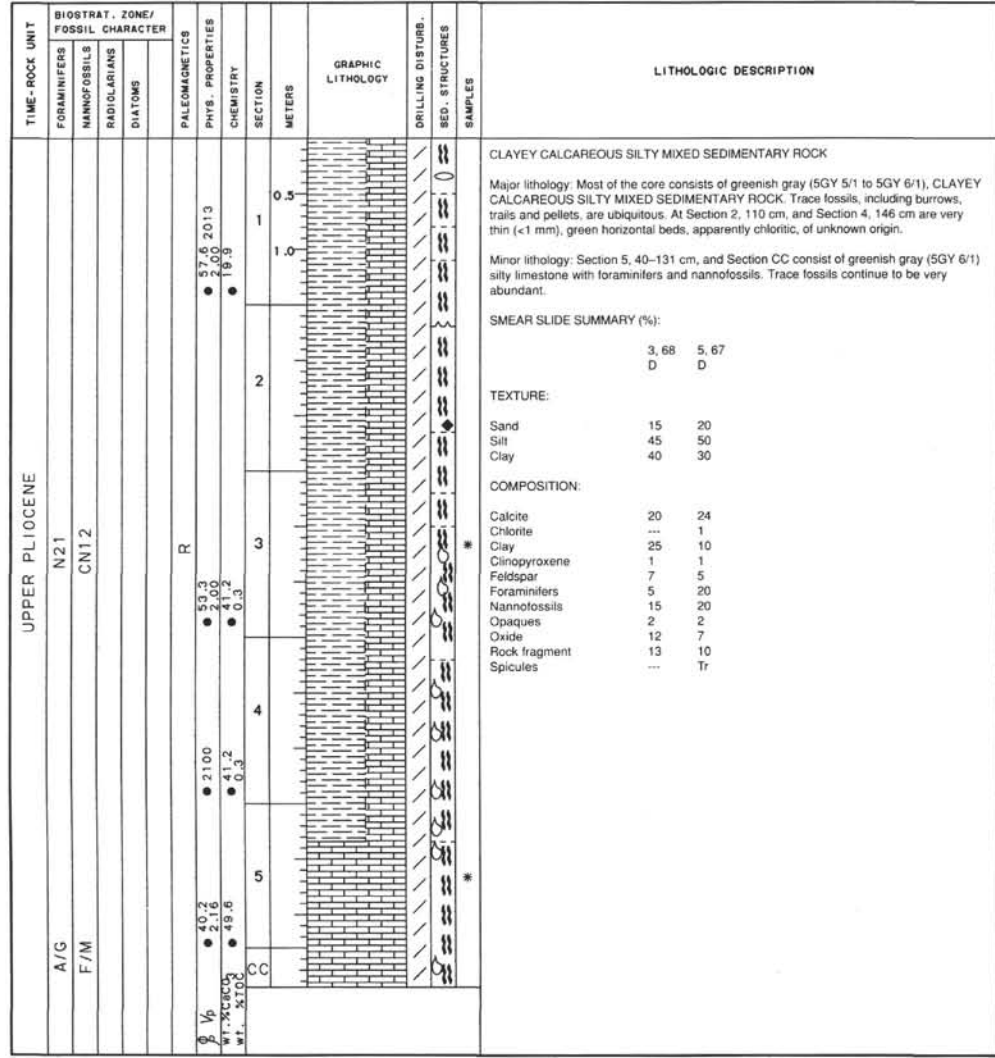 TIME-ROCK UNIT
BIOSTRAT. ZONE/
FOSSIL CHARACTER
FORAMINIFERS
NANNOFOSSILS
RADIOLARIANS
DIATOMS
PALEOMAGNETICS
PHYS. PROPERTIES
CHEMISTRY
SECTION
METERS
GRAPHIC
LITHOLOGY
DRILLING DISTURB.
SED. STRUCTURES
SAMPLES
LITHOLOGIC DESCRIPTION
UPPER PLIOCENE
N21
A/G
CN12
F/M
R
57.6 2013
2.00
53.3
2.00
2100
40.2
2.16
ϕ Vp
ρ
19.9
41.2
0.3
41.2
0.3
49.6
wt.%CaCO3
wt. %TOC
1
2
3
4
5
CC
0.5
1.0
*
*
CLAYEY CALCAREOUS SILTY MIXED SEDIMENTARY ROCK
Major lithology: Most of the core consists of greenish gray (5GY 5/1 to 5GY 6/1), CLAYEY
CALCAREOUS SILTY MIXED SEDIMENTARY ROCK. Trace fossils, including burrows,
trails and pellets, are ubiquitous. At Section 2, 110 cm, and Section 4, 146 cm are very
thin (<1 mm), green horizontal beds, apparently chloritic, of unknown origin.
Minor lithology: Section 5, 40–131 cm, and Section CC consist of greenish gray (5GY 6/1)
silty limestone with foraminifers and nannofossils. Trace fossils continue to be very
abundant.
SMEAR SLIDE SUMMARY (%):
3, 68 5, 67
D D
TEXTURE:
Sand 15 20
Silt 45 50
Clay 40 30
COMPOSITION:
Calcite 20 24
Chlorite --- 1
Clay 25 10
Clinopyroxene 1 1
Feldspar 7 5
Foraminifers 5 20
Nannofossils 15 20
Opaques 2 2
Oxide 12 7
Rock fragment 13 10
Spicules --- Tr